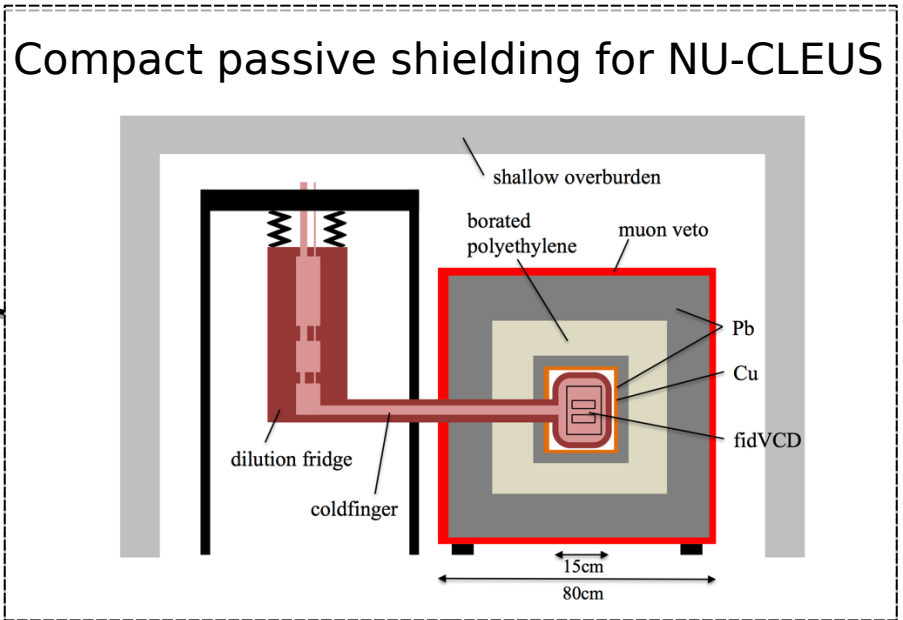 Compact passive shielding for NU-CLEUS
shallow overburden
borated
polyethylene
muon veto
Pb
Cu
fidVCD
dilution fridge
coldfinger
15cm
80cm